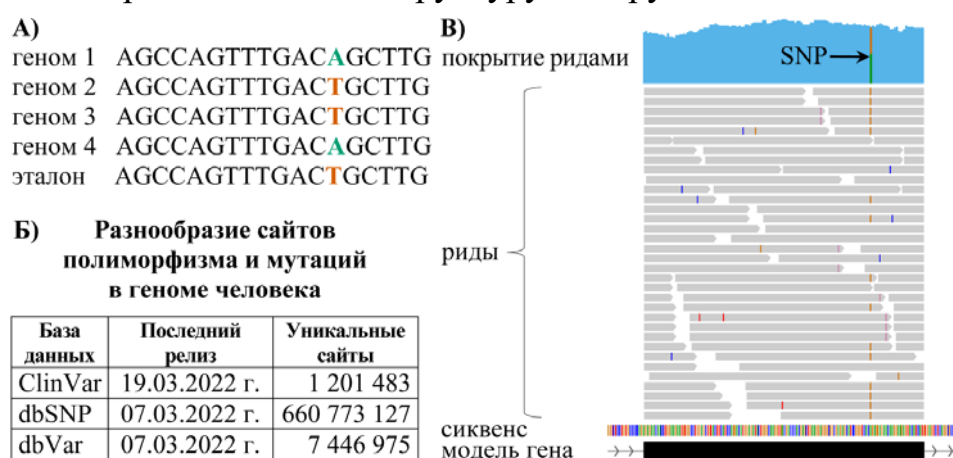 А)
геном 1 AGCCAGTTTGACAGCTTG
геном 2 AGCCAGTTTGACTGCTTG
геном 3 AGCCAGTTTGACTGCTTG
геном 4 AGCCAGTTTGACAGCTTG
эталон AGCCAGTTTGACTGCTTG
Б) Разнообразие сайтов
полиморфизма и мутаций
в геноме человека
База данных Последний релиз Уникальные сайты
ClinVar 19.03.2022 г. 1 201 483
dbSNP 07.03.2022 г. 660 773 127
dbVar 07.03.2022 г. 7 446 975
В)
покрытие ридами
SNP
риды
сиквенс
модель гена